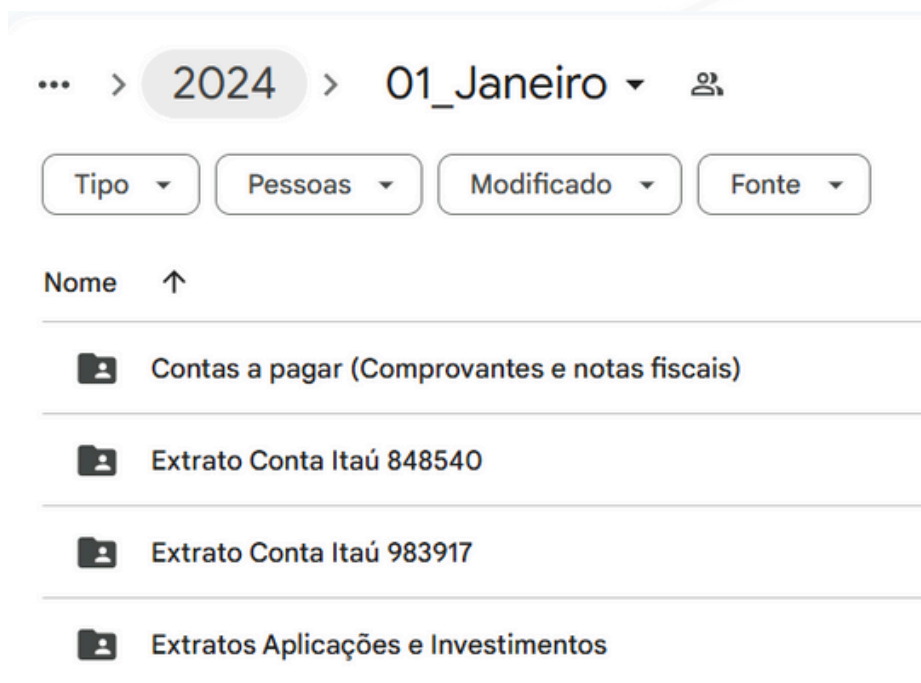 ... > 2024 > 01_Janeiro
Tipo Pessoas Modificado Fonte
Nome ↑
Contas a pagar (Comprovantes e notas fiscais)
Extrato Conta Itaú 848540
Extrato Conta Itaú 983917
Extratos Aplicações e Investimentos